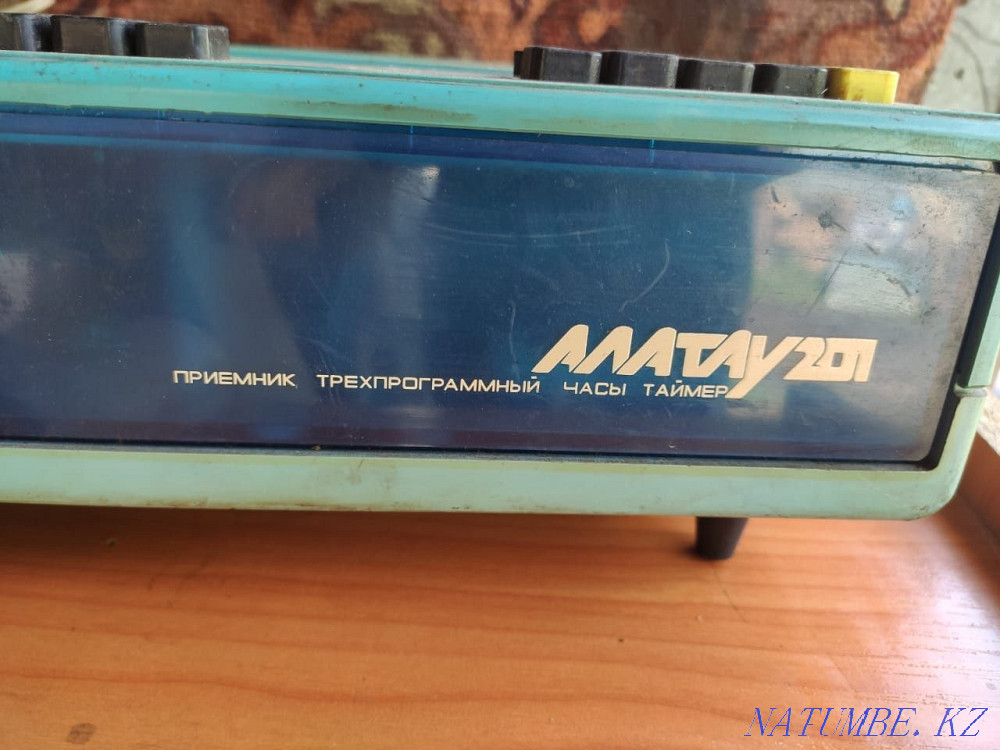 АЛАТАУ 201
ПРИЕМНИК ТРЕХПРОГРАММНЫЙ ЧАСЫ ТАЙМЕР
NATUMBE. KZ